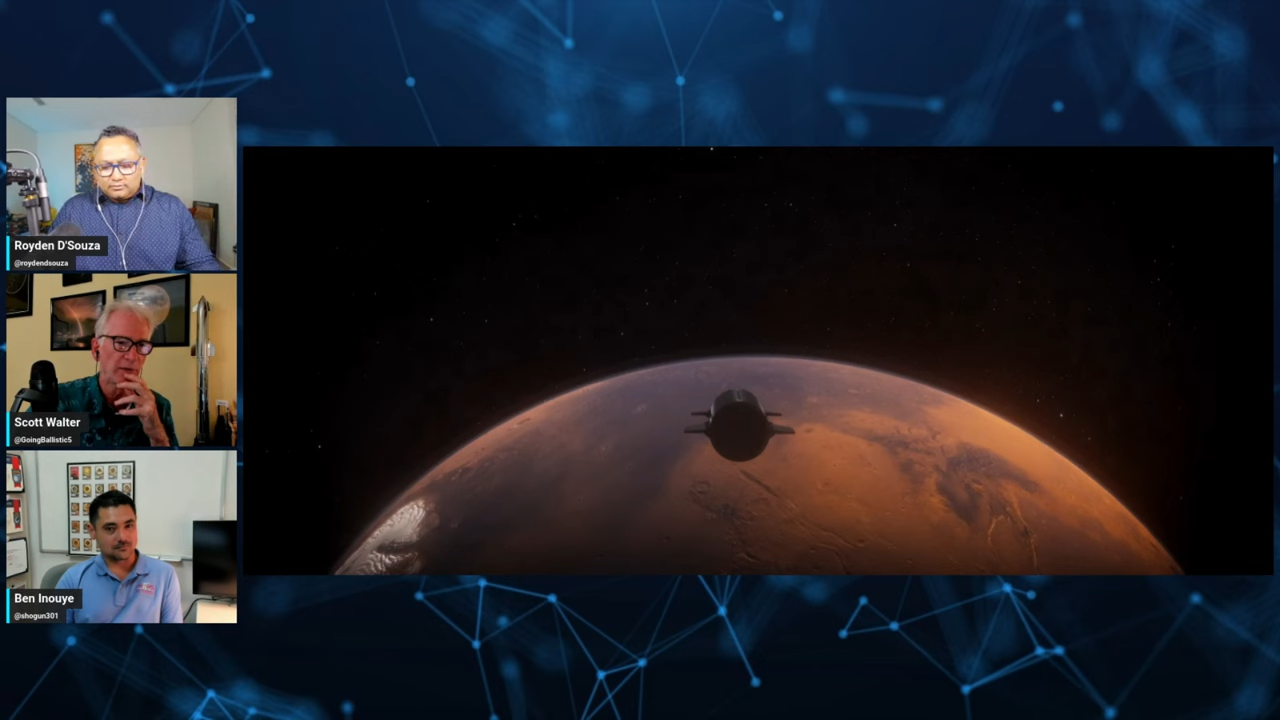 Royden D'Souza
@roydendsouza
Scott Walter
@GoingBallistic5
Ben Inouye
@shogun301